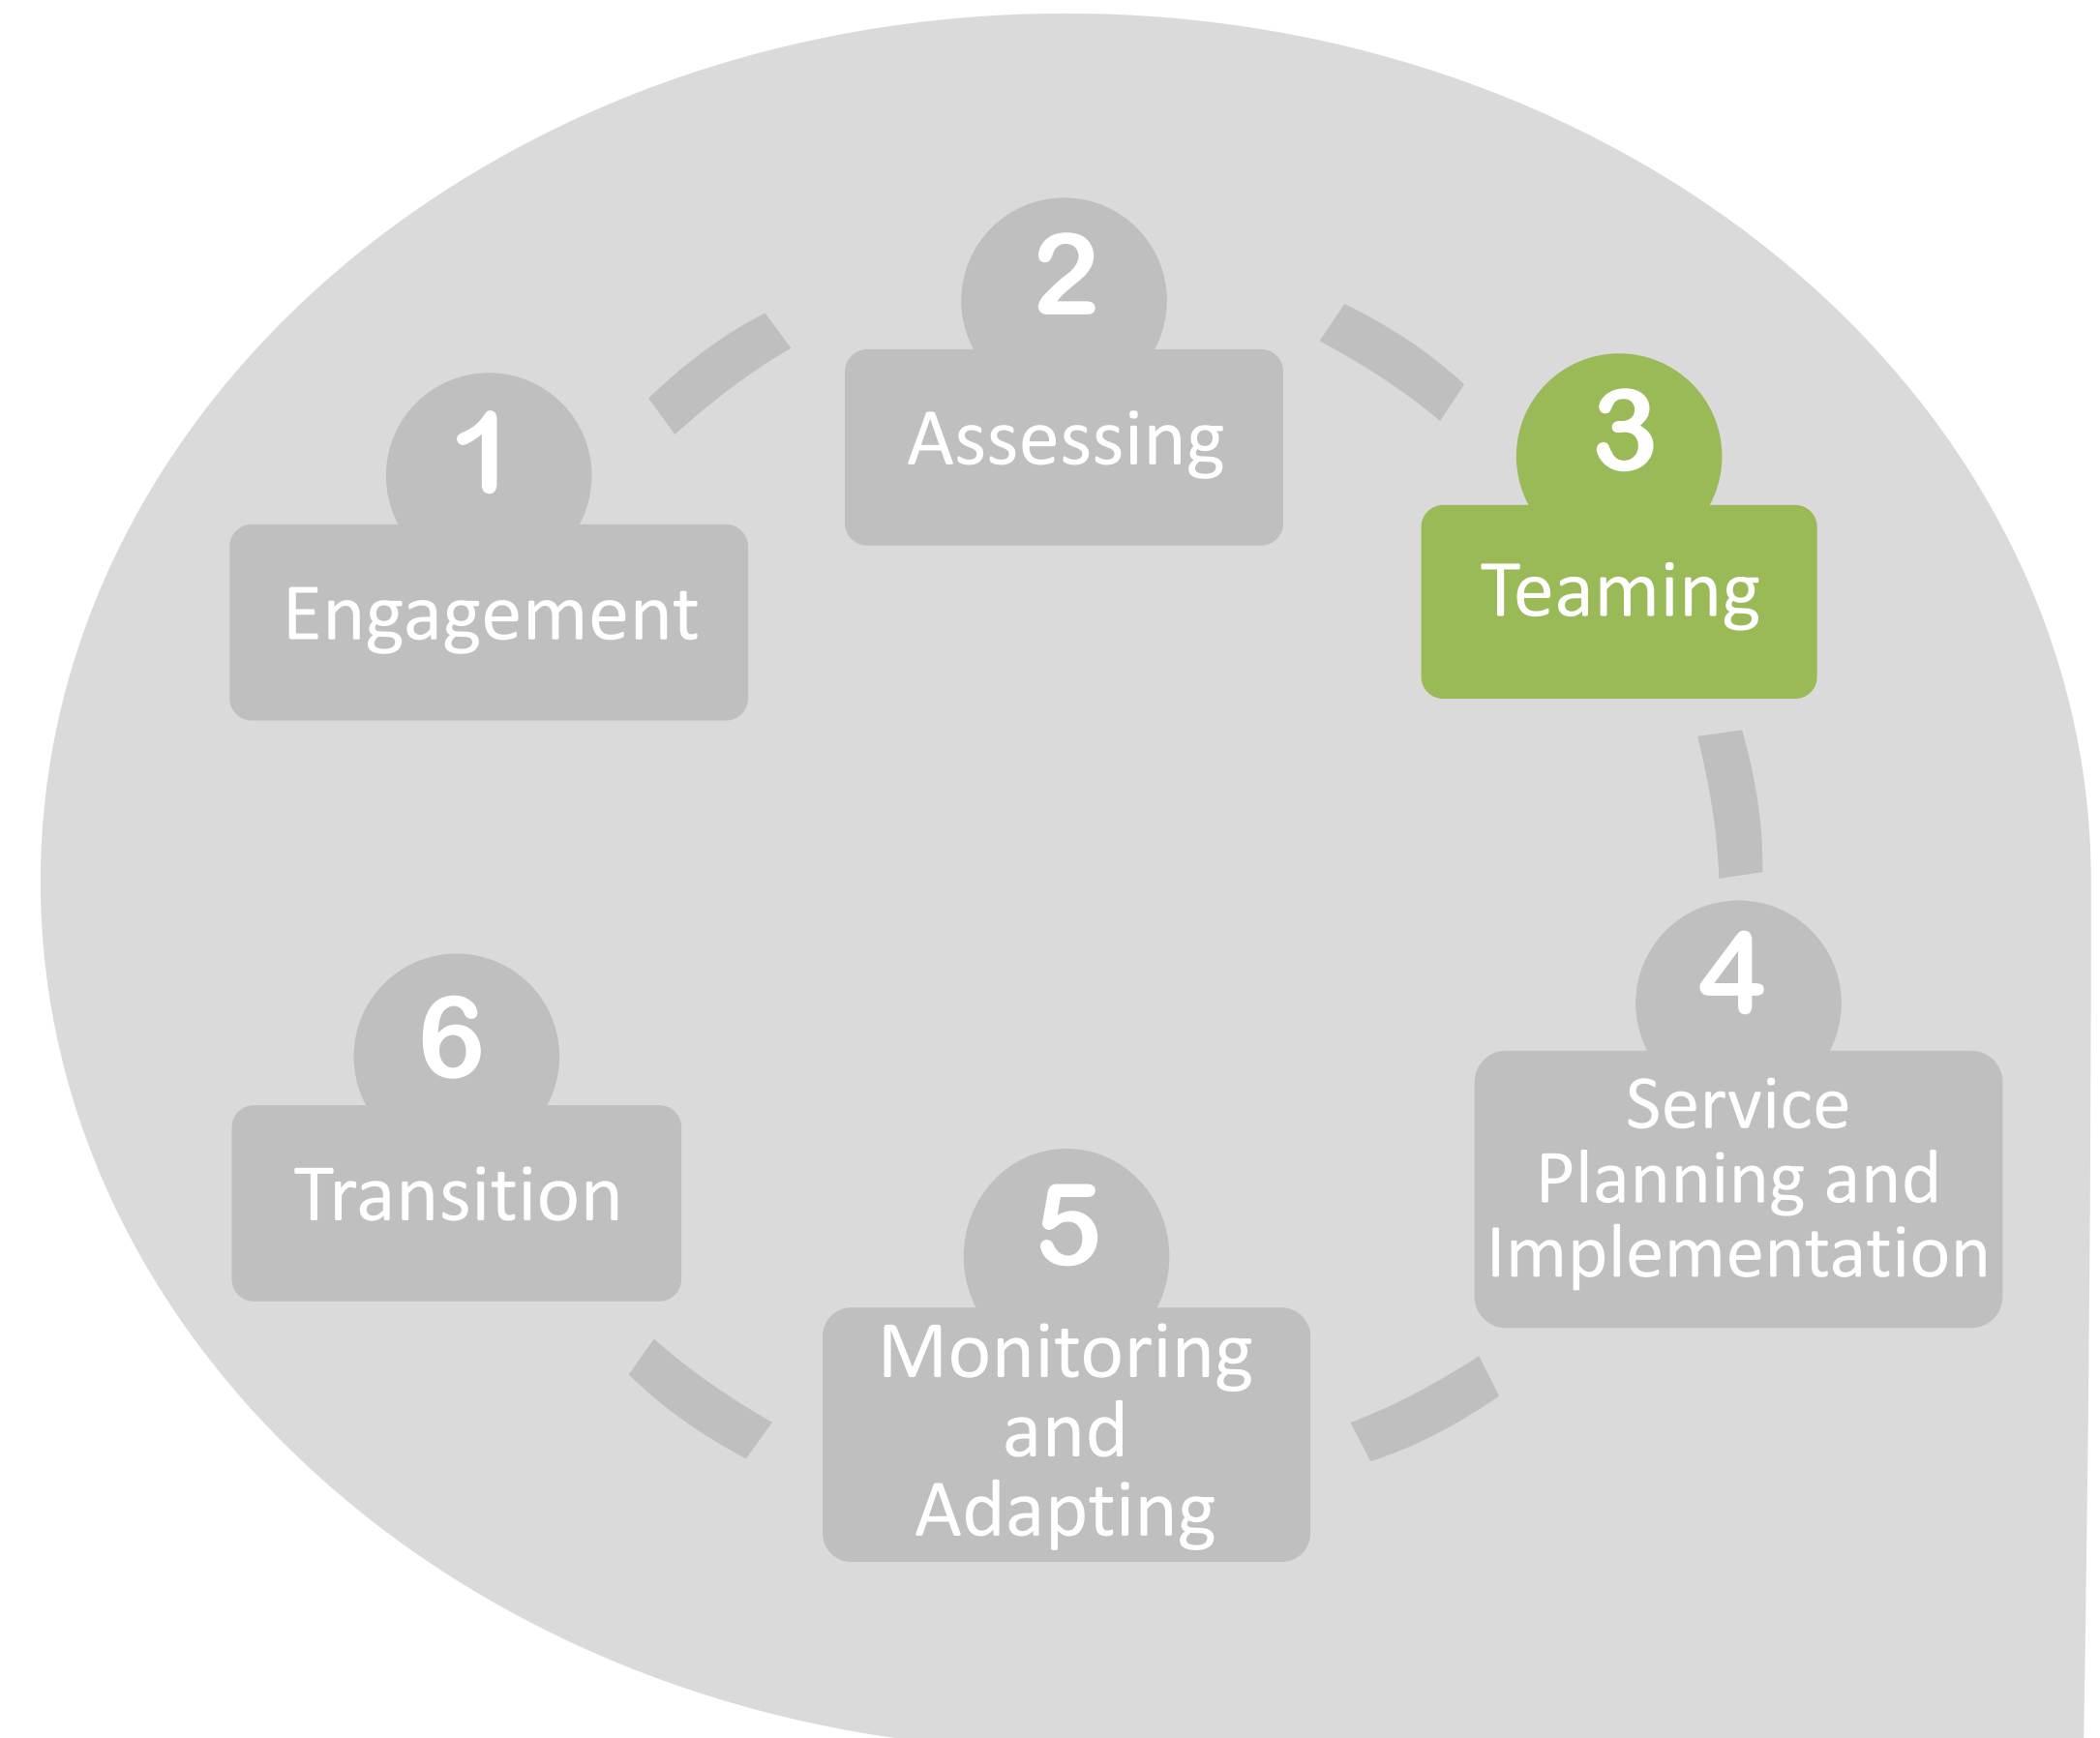 1
Engagement
2
Assessing
3
Teaming
4
Service
Planning and
Implementation
5
Monitoring
and
Adapting
6
Transition